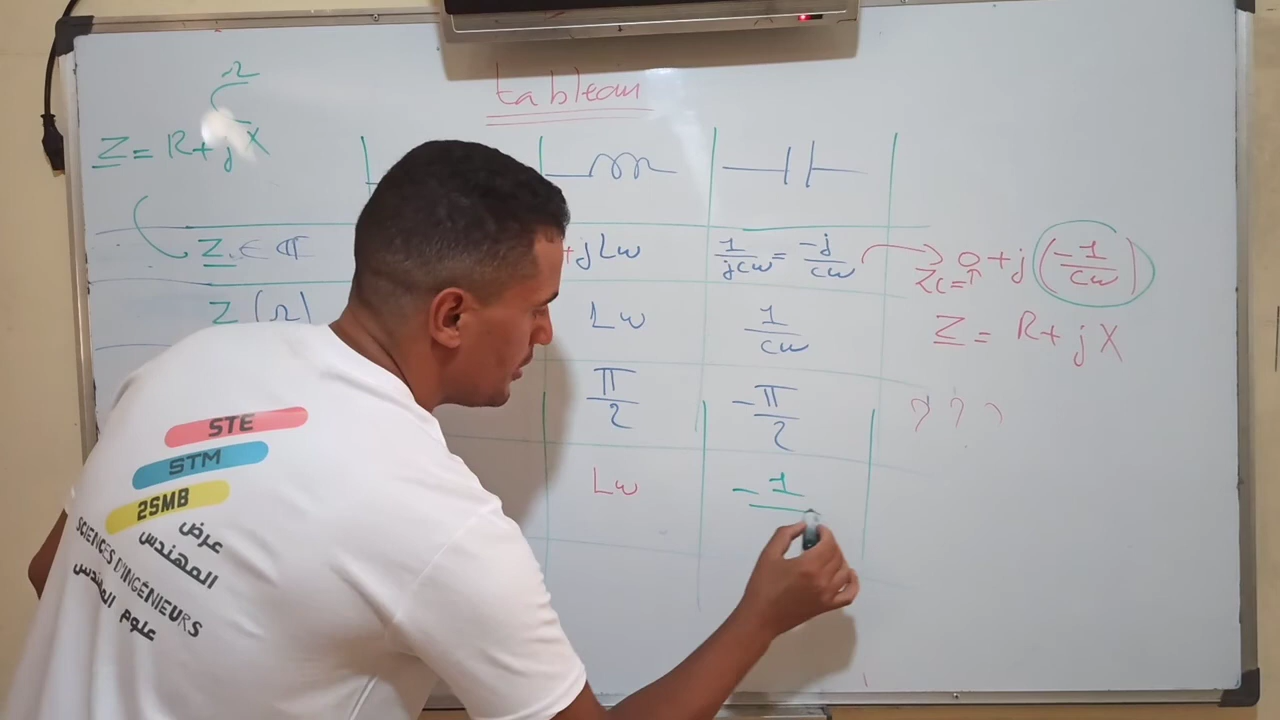 tableau
Ω
Z = R + jX
Z ∈ ℂ
+jLω
1/jcω = -j/cω
Zc = 0 + j(-1/cω)
Z (Ω)
Lω
1/cω
Z = R + jX
π/2
-π/2
? ? ?
Lω
-1
STE
STM
2SMB
عرض
المهندس
SCIENCES D'INGÉNIEURS
علوم المهندس